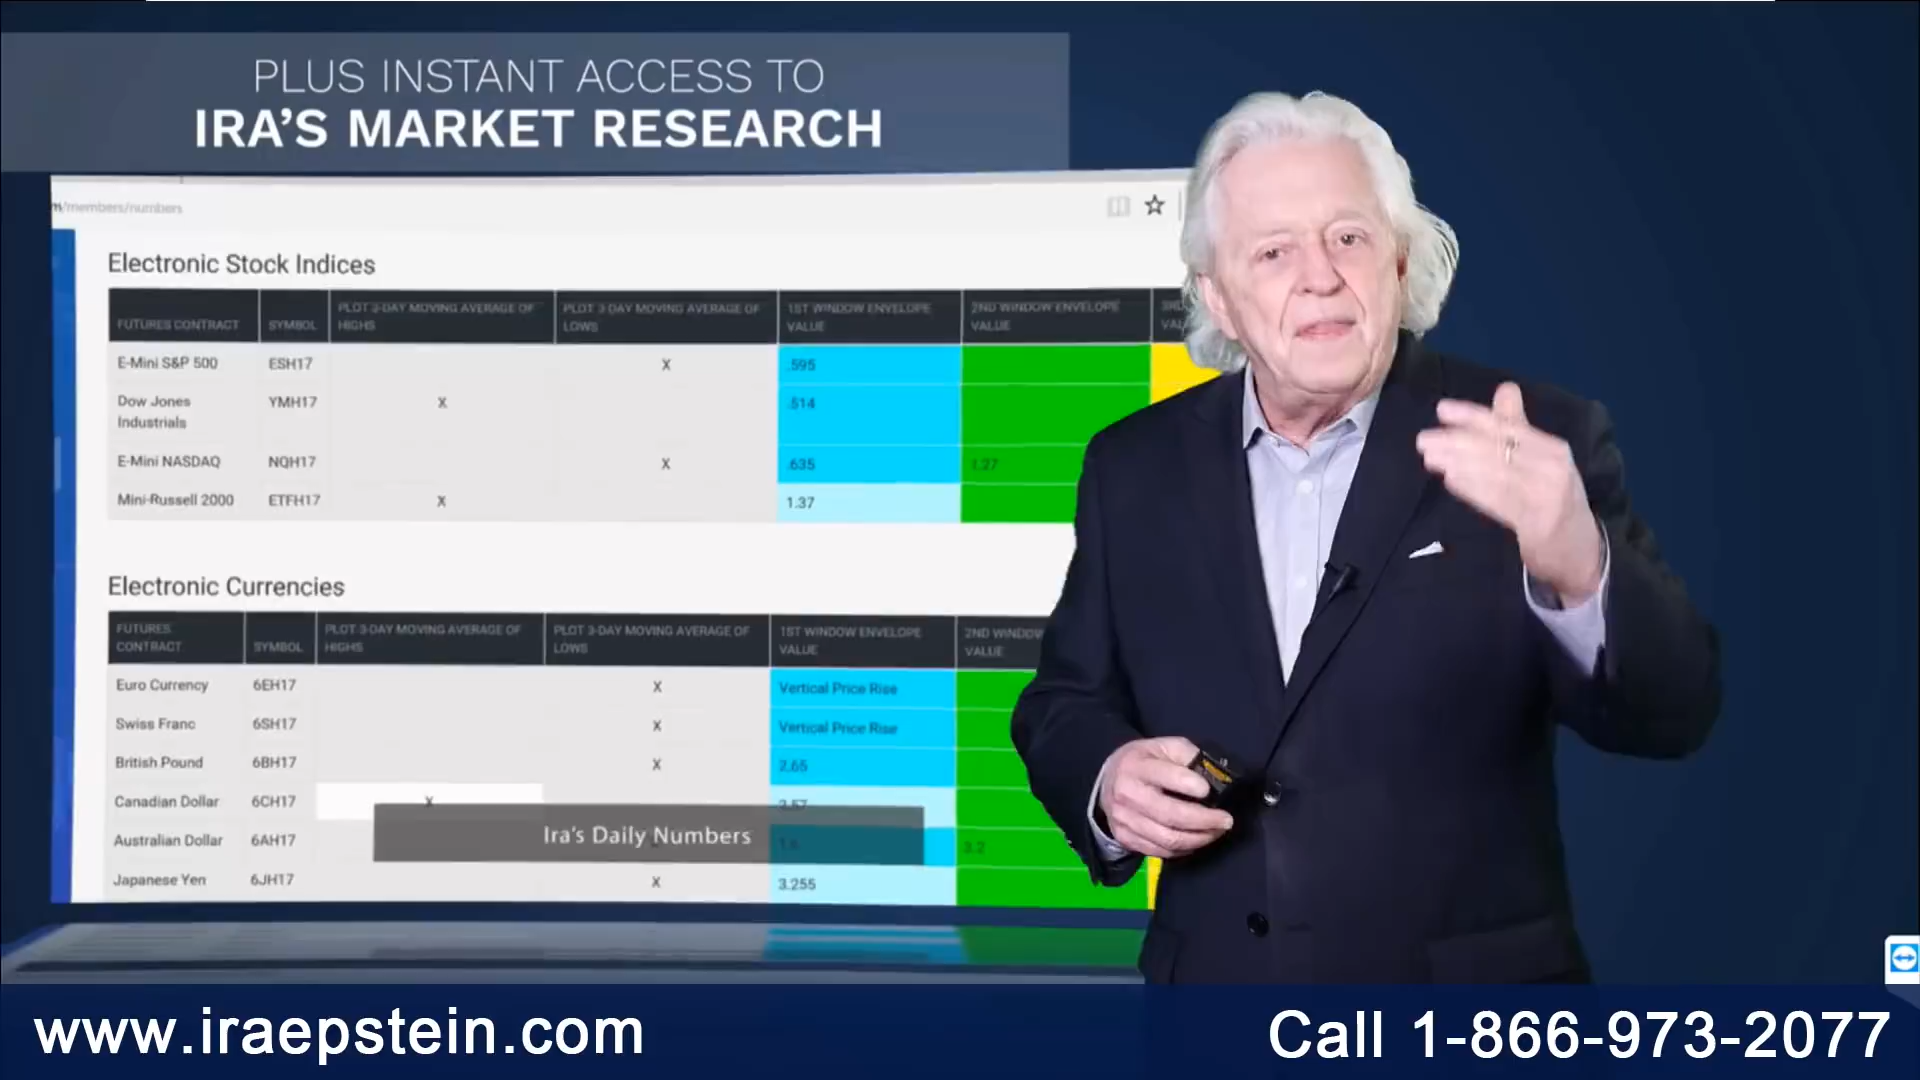 PLUS INSTANT ACCESS TO
IRA'S MARKET RESEARCH
m/members/numbers
Electronic Stock Indices
FUTURES CONTRACT SYMBOL PLOT 3-DAY MOVING AVERAGE OF HIGHS PLOT 3 DAY MOVING AVERAGE OF LOWS 1ST WINDOW ENVELOPE VALUE 2ND WINDOW ENVELOPE VALUE
E-Mini S&P 500 ESH17 X .595
Dow Jones Industrials YMH17 X .514
E-Mini NASDAQ NQH17 X .635 1.27
Mini-Russell 2000 ETFH17 X 1.37
Electronic Currencies
FUTURES CONTRACT SYMBOL PLOT 3-DAY MOVING AVERAGE OF HIGHS PLOT 3-DAY MOVING AVERAGE OF LOWS 1ST WINDOW ENVELOPE VALUE 2ND WINDOW VALUE
Euro Currency 6EH17 X Vertical Price Rise
Swiss Franc 6SH17 X Vertical Price Rise
British Pound 6BH17 X 2.65
Canadian Dollar 6CH17 X
Australian Dollar 6AH17 3.2
Ira's Daily Numbers
Japanese Yen 6JH17 X 3.255
www.iraepstein.com
Call 1-866-973-2077